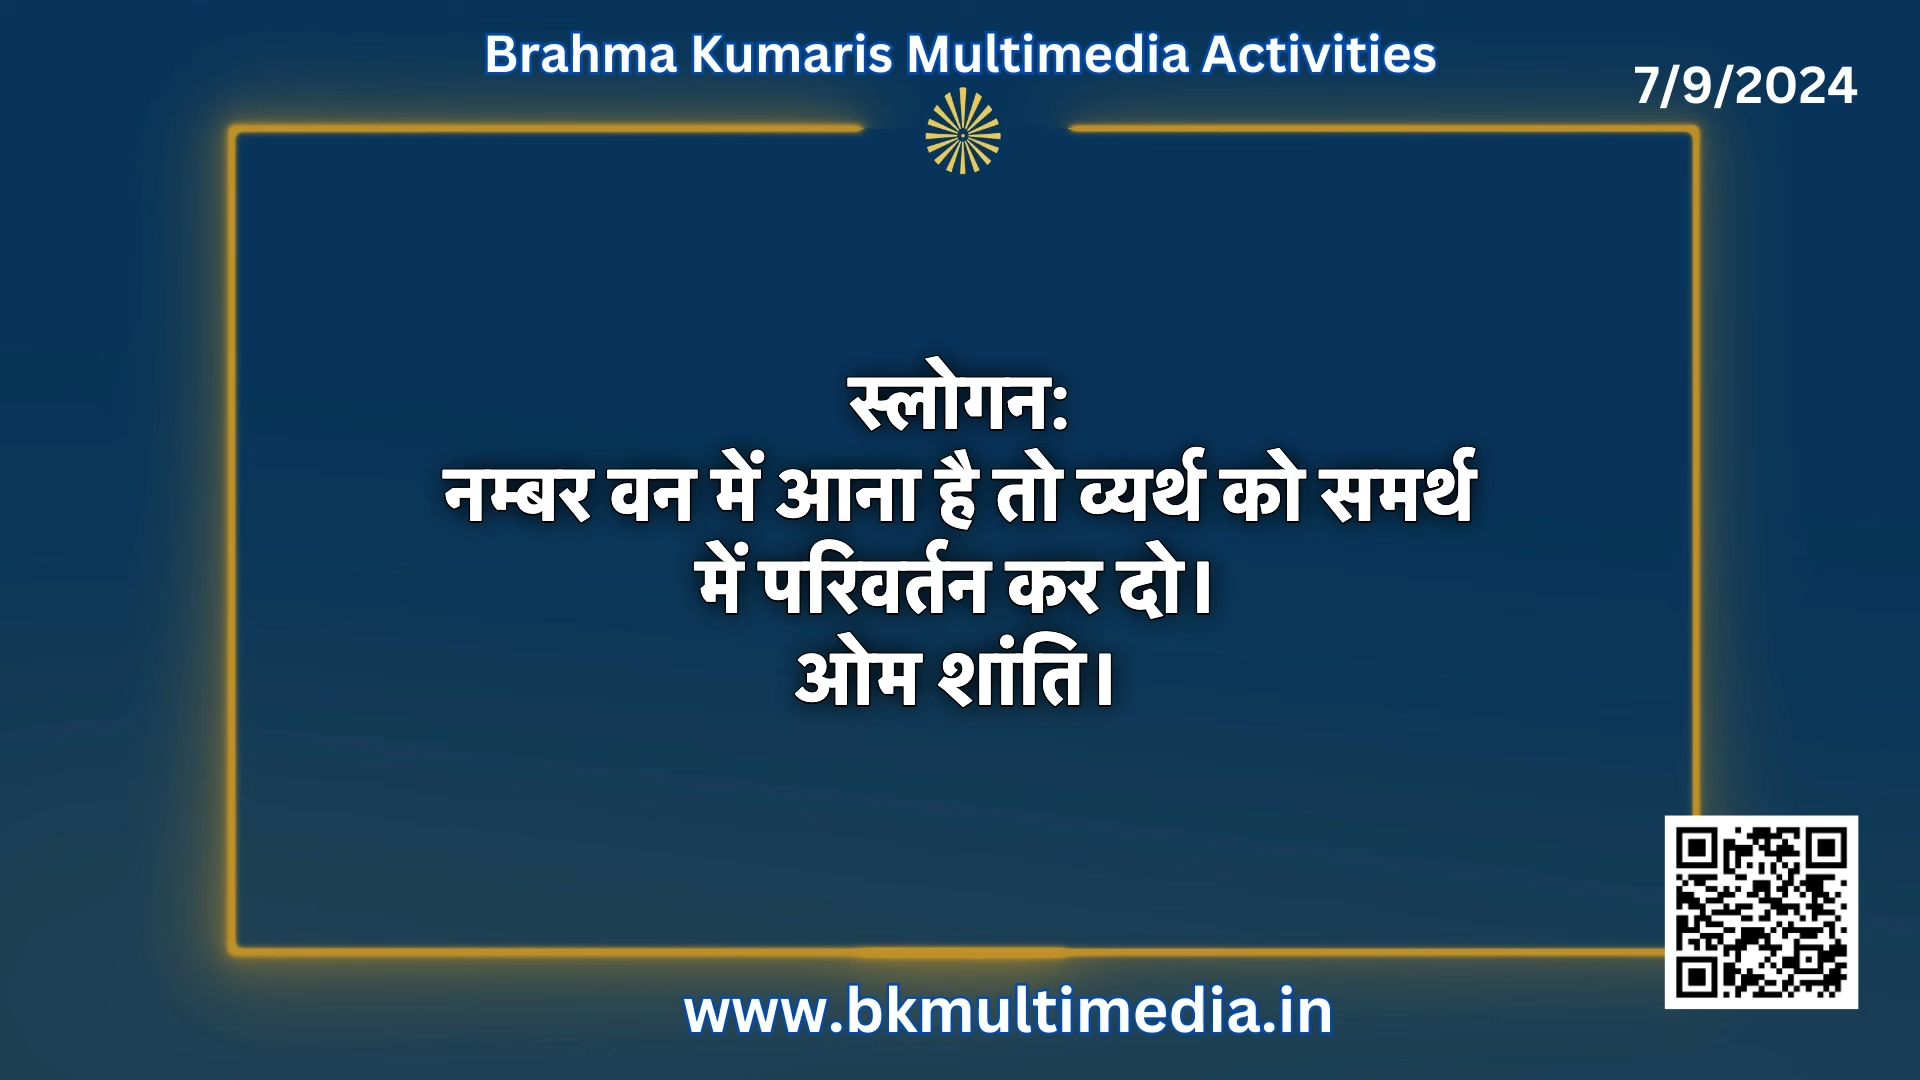 Brahma Kumaris Multimedia Activities
7/9/2024
स्लोगन:
नम्बर वन में आना है तो व्यर्थ को समर्थ
में परिवर्तन कर दो।
ओम शांति।
www.bkmultimedia.in